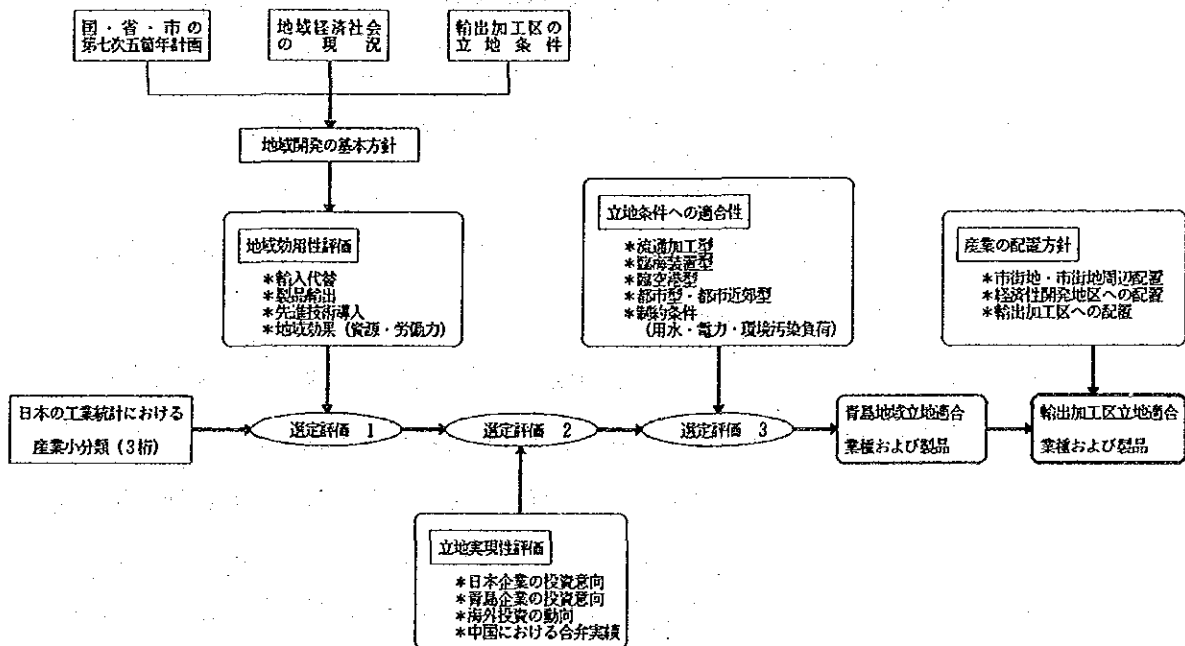 国・省・市の
第七次五箇年計画
地域経済社会
の現況
輸出加工区の
立地条件
地域開発の基本方針
地域効用性評価
*輸入代替
*製品輸出
*先進技術導入
*地域効果(資源・労働力)
立地条件への適合性
*流通加工型
*臨海装置型
*臨空港型
*都市型・都市近郊型
*制約条件
(用水・電力・環境汚染負荷)
産業の配置方針
*市街地・市街地周辺配置
*経済性開発地区への配置
*輸出加工区への配置
日本の工業統計における
産業小分類(3桁)
選定評価 1
選定評価 2
選定評価 3
青島地域立地適合
業種および製品
輸出加工区立地適合
業種および製品
立地実現性評価
*日本企業の投資意向
*青島企業の投資意向
*海外投資の動向
*中国における合弁実績